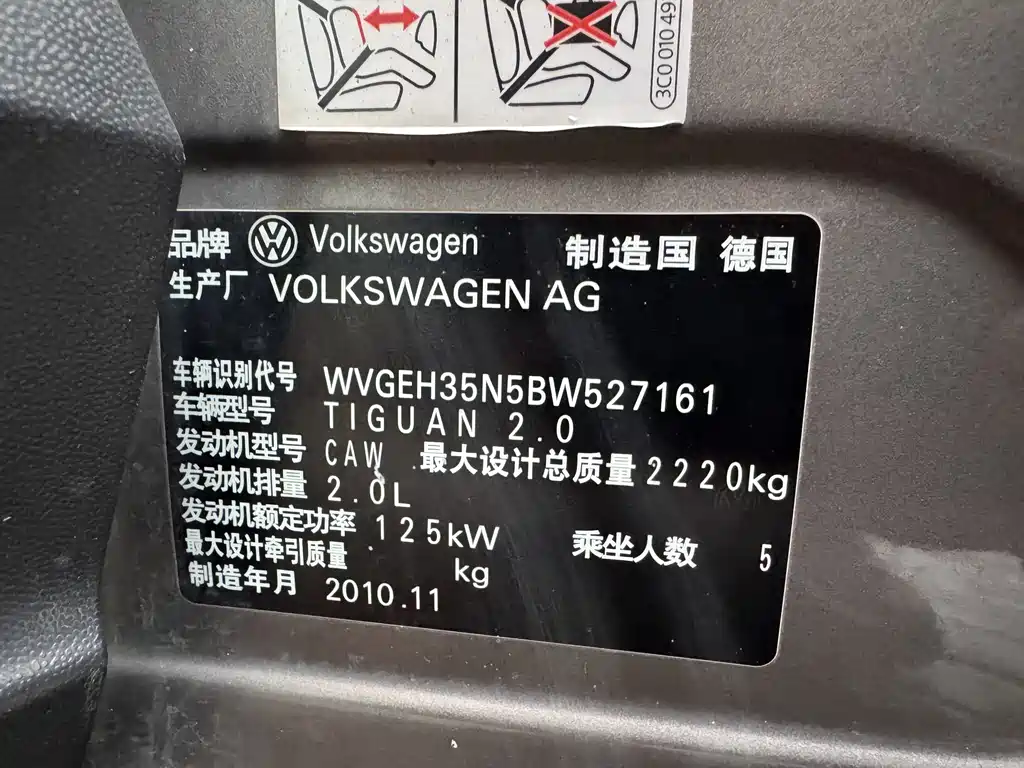 3C0 010 49
品牌 Volkswagen 制造国 德国
生产厂 VOLKSWAGEN AG
车辆识别代号 WVGEH35N5BW527161
车辆型号 TIGUAN 2.0
发动机型号 CAW 最大设计总质量 2220kg
发动机排量 2.0L
发动机额定功率 125kW 乘坐人数 5
最大设计牵引质量 kg
制造年月 2010.11